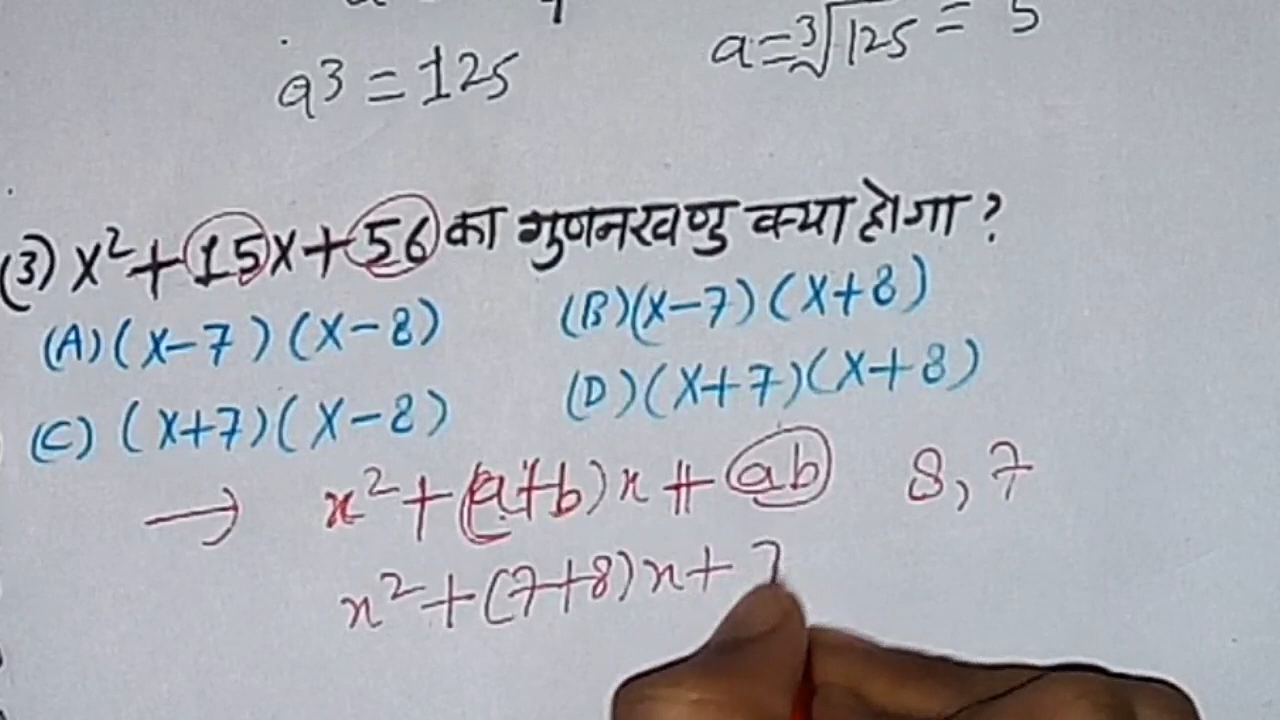 a³ = 125 a = ∛125 = 5
(3) x² + 15x + 56 का गुणनखण्ड क्या होगा ?
(A) (x-7) (x-8) (B) (x-7) (x+8)
(C) (x+7) (x-8) (D) (x+7) (x+8)
→ x² + (a+b)x + ab 8, 7
x² + (7+8)x + 7